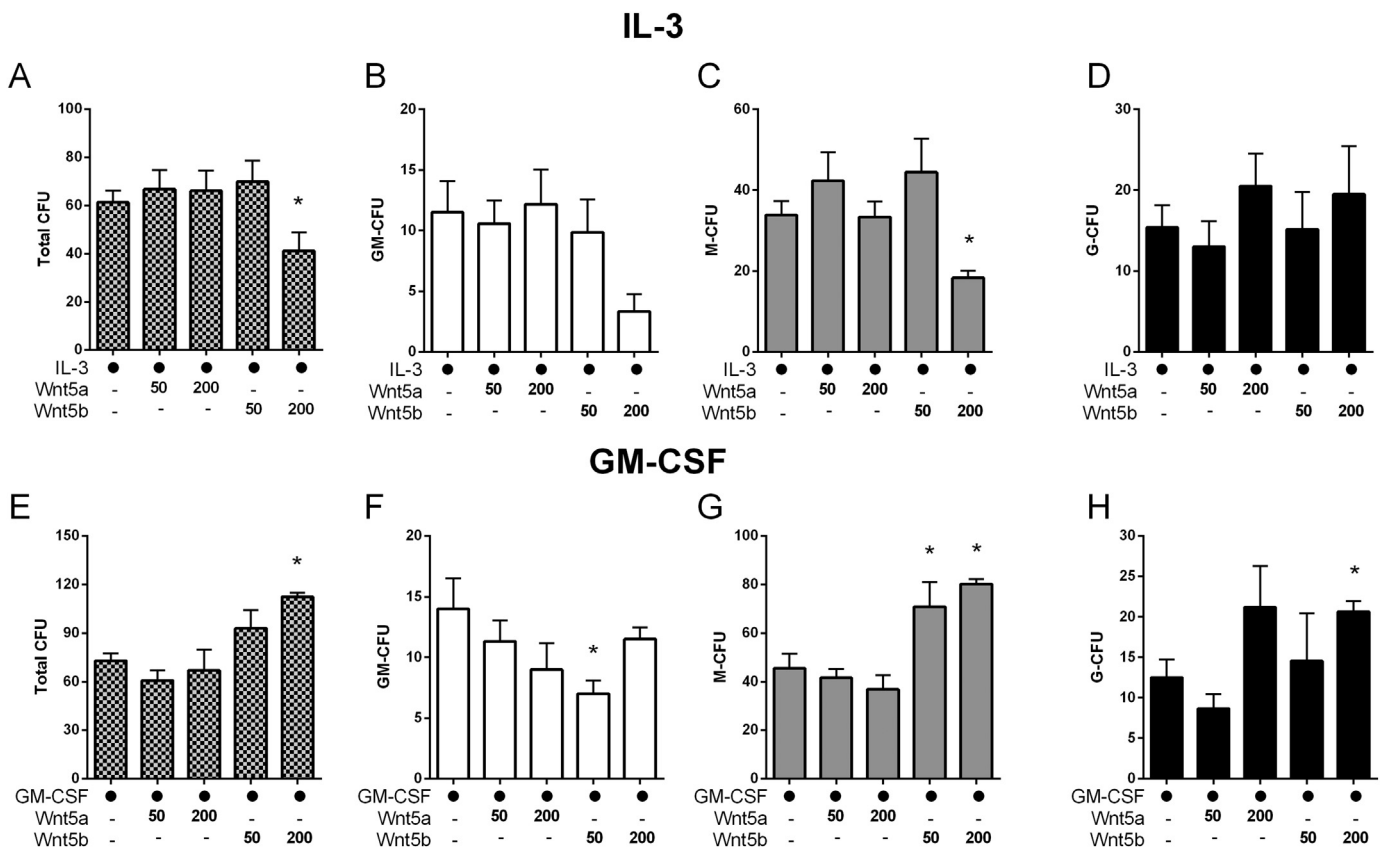 IL-3
A B C D
100 80 60 40 20 0 Total CFU *
20 15 10 5 0 GM-CFU
60 40 20 0 M-CFU *
30 20 10 0 G-CFU
IL-3 ● ● ● ● ● IL-3 ● ● ● ● ● IL-3 ● ● ● ● ● IL-3 ● ● ● ● ●
Wnt5a - 50 200 - - Wnt5a - 50 200 - - Wnt5a - 50 200 - - Wnt5a - 50 200 - -
Wnt5b - - - 50 200 Wnt5b - - - 50 200 Wnt5b - - - 50 200 Wnt5b - - - 50 200
GM-CSF
E F G H
150 120 90 60 30 0 Total CFU *
20 15 10 5 0 GM-CFU *
100 80 60 40 20 0 M-CFU * *
30 25 20 15 10 5 0 G-CFU *
GM-CSF ● ● ● ● ● GM-CSF ● ● ● ● ● GM-CSF ● ● ● ● ● GM-CSF ● ● ● ● ●
Wnt5a - 50 200 - - Wnt5a - 50 200 - - Wnt5a - 50 200 - - Wnt5a - 50 200 - -
Wnt5b - - - 50 200 Wnt5b - - - 50 200 Wnt5b - - - 50 200 Wnt5b - - - 50 200